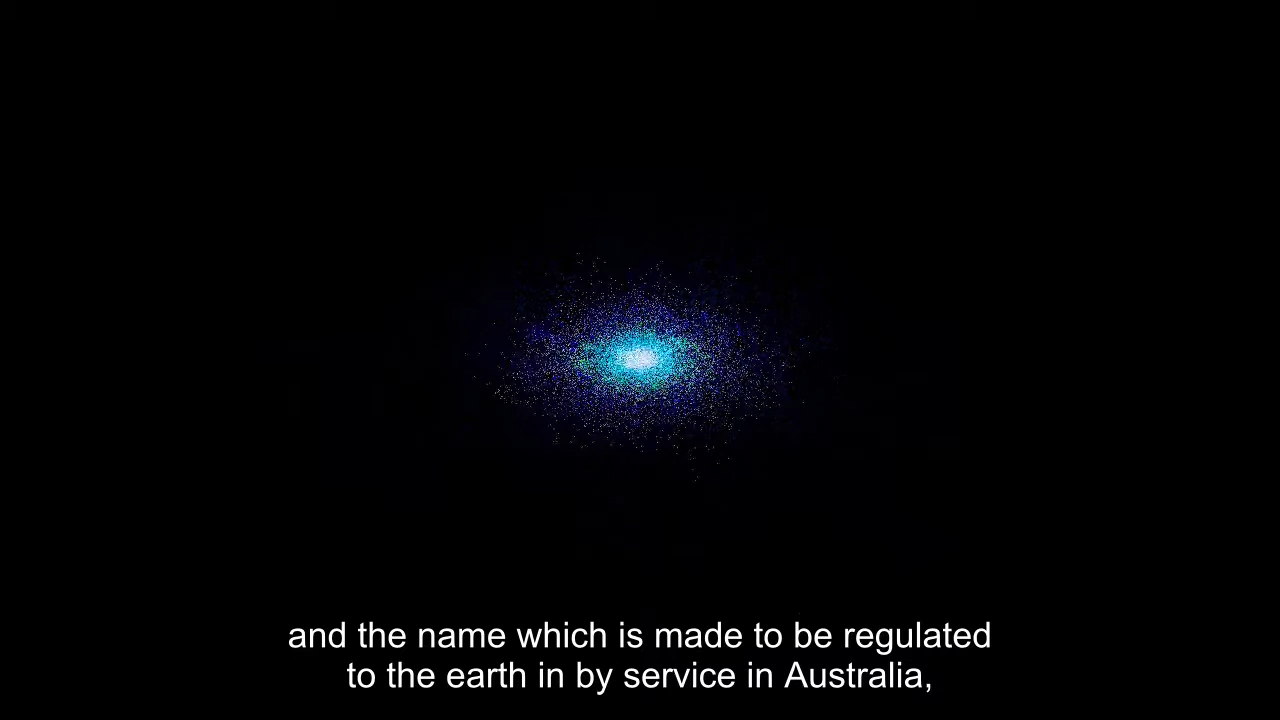 and the name which is made to be regulated
to the earth in by service in Australia,